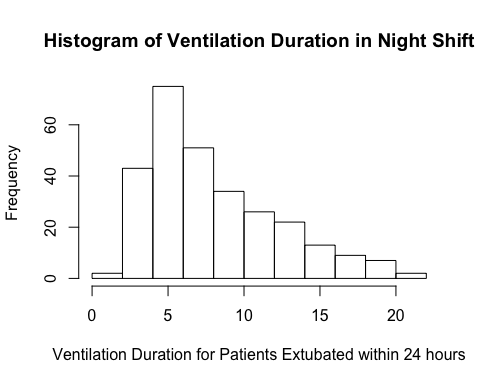 Histogram of Ventilation Duration in Night Shift
Frequency
60
40
20
0
0 5 10 15 20
Ventilation Duration for Patients Extubated within 24 hours